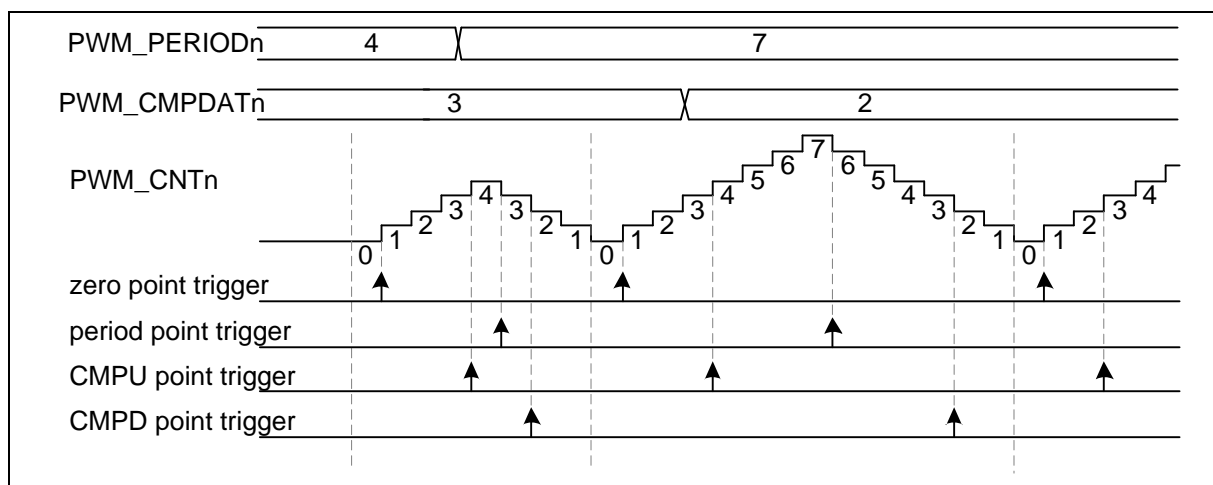 PWM_PERIODn 4 7
PWM_CMPDATn 3 2
PWM_CNTn 0 1 2 3 4 3 2 1 0 1 2 3 4 5 6 7 6 5 4 3 2 1 0 1 2 3 4
zero point trigger
period point trigger
CMPU point trigger
CMPD point trigger